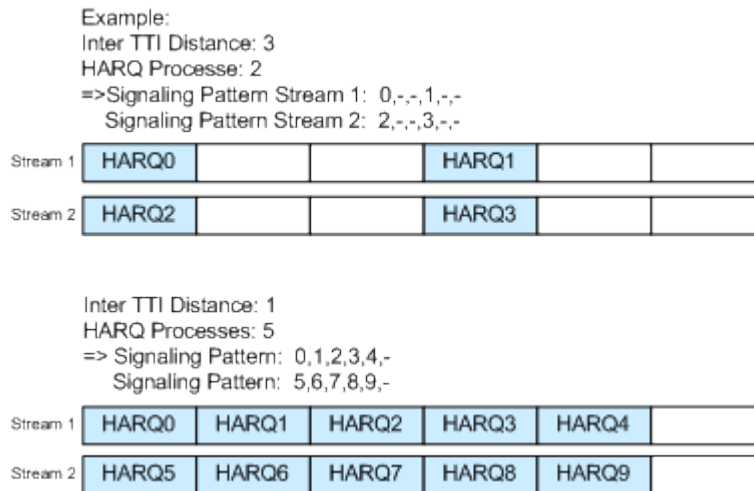 Example:
Inter TTI Distance: 3
HARQ Processe: 2
=>Signaling Pattern Stream 1: 0,-,-,1,-,-
Signaling Pattern Stream 2: 2,-,-,3,-,-
Stream 1 HARQ0 HARQ1
Stream 2 HARQ2 HARQ3
Inter TTI Distance: 1
HARQ Processes: 5
=> Signaling Pattern: 0,1,2,3,4,-
Signaling Pattern: 5,6,7,8,9,-
Stream 1 HARQ0 HARQ1 HARQ2 HARQ3 HARQ4
Stream 2 HARQ5 HARQ6 HARQ7 HARQ8 HARQ9